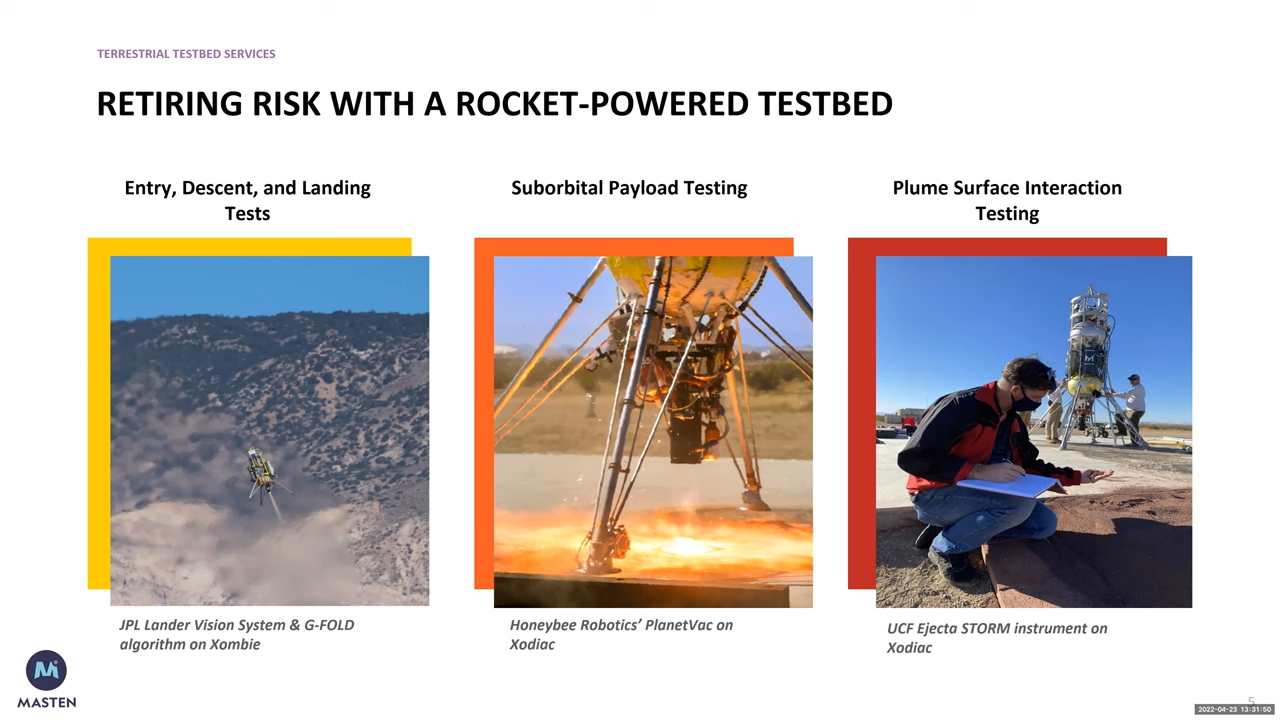 TERRESTRIAL TESTBED SERVICES
RETIRING RISK WITH A ROCKET-POWERED TESTBED
Entry, Descent, and Landing
Tests
Suborbital Payload Testing
Plume Surface Interaction
Testing
JPL Lander Vision System & G-FOLD
algorithm on Xombie
Honeybee Robotics’ PlanetVac on
Xodiac
UCF Ejecta STORM instrument on
Xodiac
MASTEN
5
2022-04-23 13:31:50